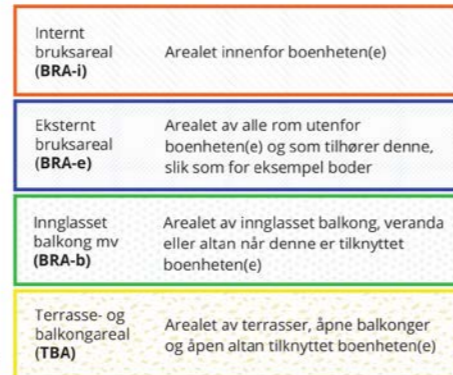 Internt
bruksareal
(BRA-i)
Arealet innenfor boenheten(e)
Eksternt
bruksareal
(BRA-e)
Arealet av alle rom utenfor
boenheten(e) og som tilhører denne,
slik som for eksempel boder
Innglasset
balkong mv
(BRA-b)
Arealet av innglasset balkong, veranda
eller altan når denne er tilknyttet
boenheten(e)
Terrasse- og
balkongareal
(TBA)
Arealet av terrasser, åpne balkonger
og åpen altan tilknyttet boenheten(e)